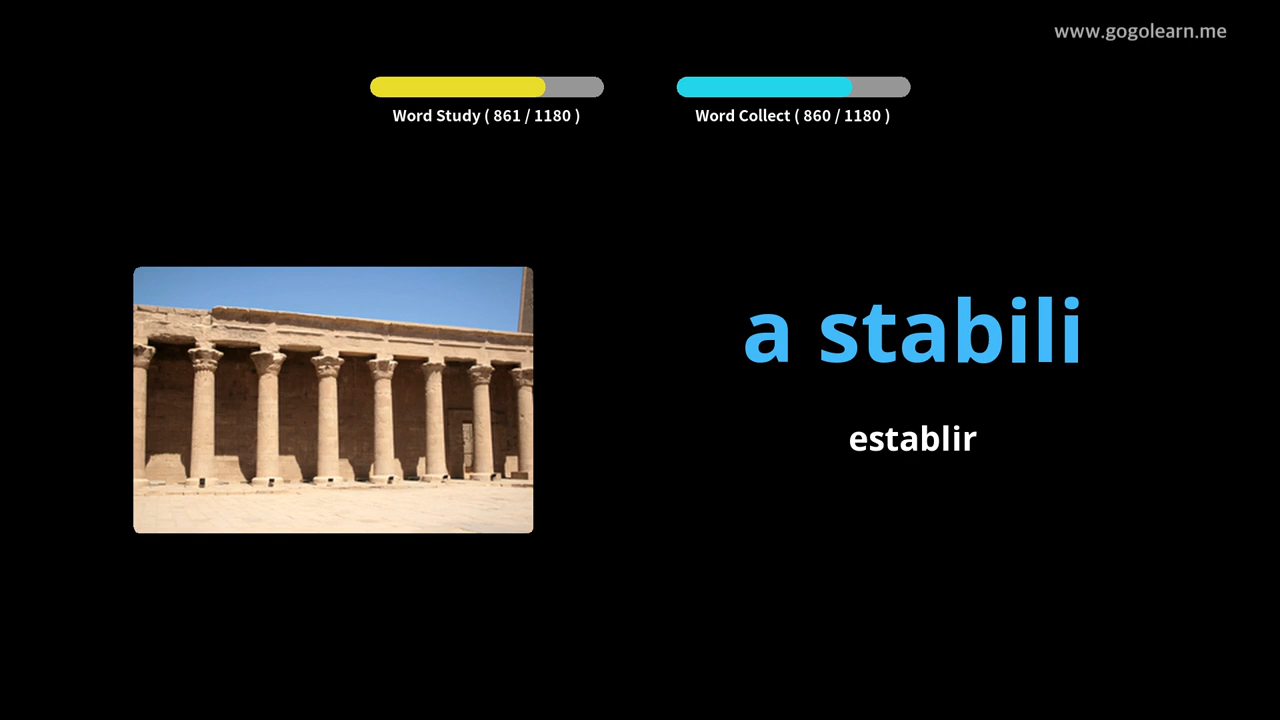 www.gogolearn.me
Word Study ( 861 / 1180 )
Word Collect ( 860 / 1180 )
a stabili
establir